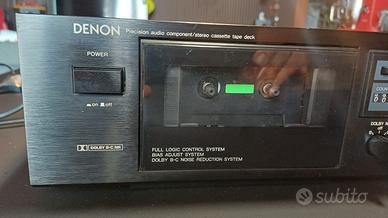 DENON Precision audio component/stereo cassette tape deck
POWER
on off
DOLBY B-C NR
FULL LOGIC CONTROL SYSTEM
BIAS ADJUST SYSTEM
DOLBY B-C NOISE REDUCTION SYSTEM
COUN
DOLBY N
subito